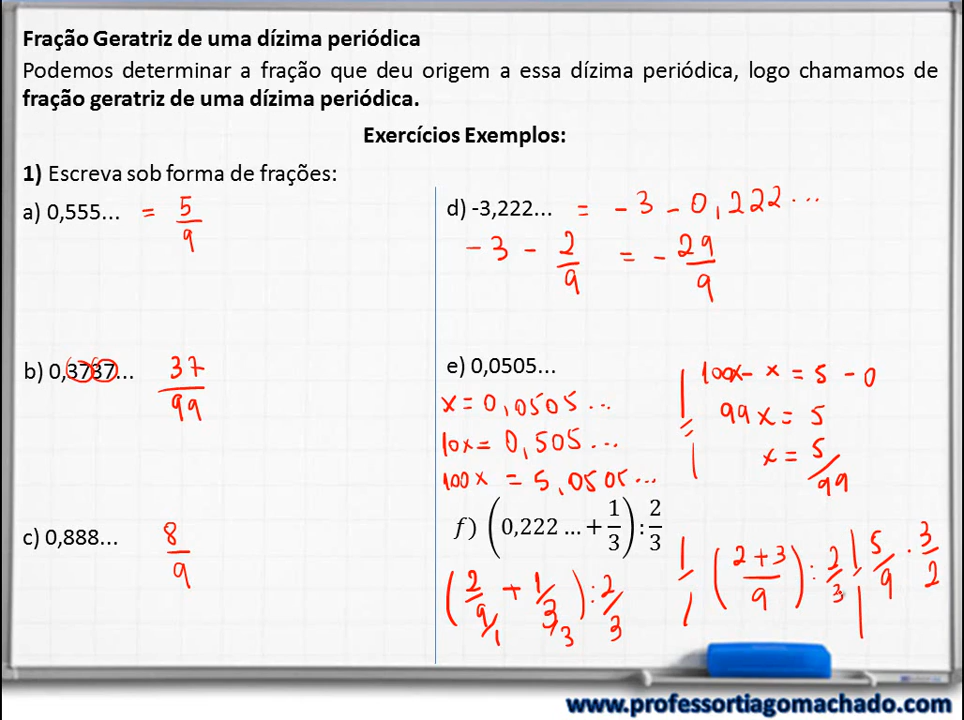 Fração Geratriz de uma dízima periódica
Podemos determinar a fração que deu origem a essa dízima periódica, logo chamamos de
fração geratriz de uma dízima periódica.
Exercícios Exemplos:
1) Escreva sob forma de frações:
a) 0,555... = 5/9
b) 0,3737... 37/99
c) 0,888... 8/9
d) -3,222... = -3 - 0,222...
-3 - 2/9 = - 29/9
e) 0,0505...
x = 0,0505...
10x = 0,505...
100x = 5,0505...
100x - x = 5 - 0
99x = 5
x = 5/99
f) (0,222 ... + 1/3) : 2/3
(2/9/1 + 1/3/3) : 2/3
(2+3/9) : 2/3
5/9 . 3/2
www.professortiagomachado.com